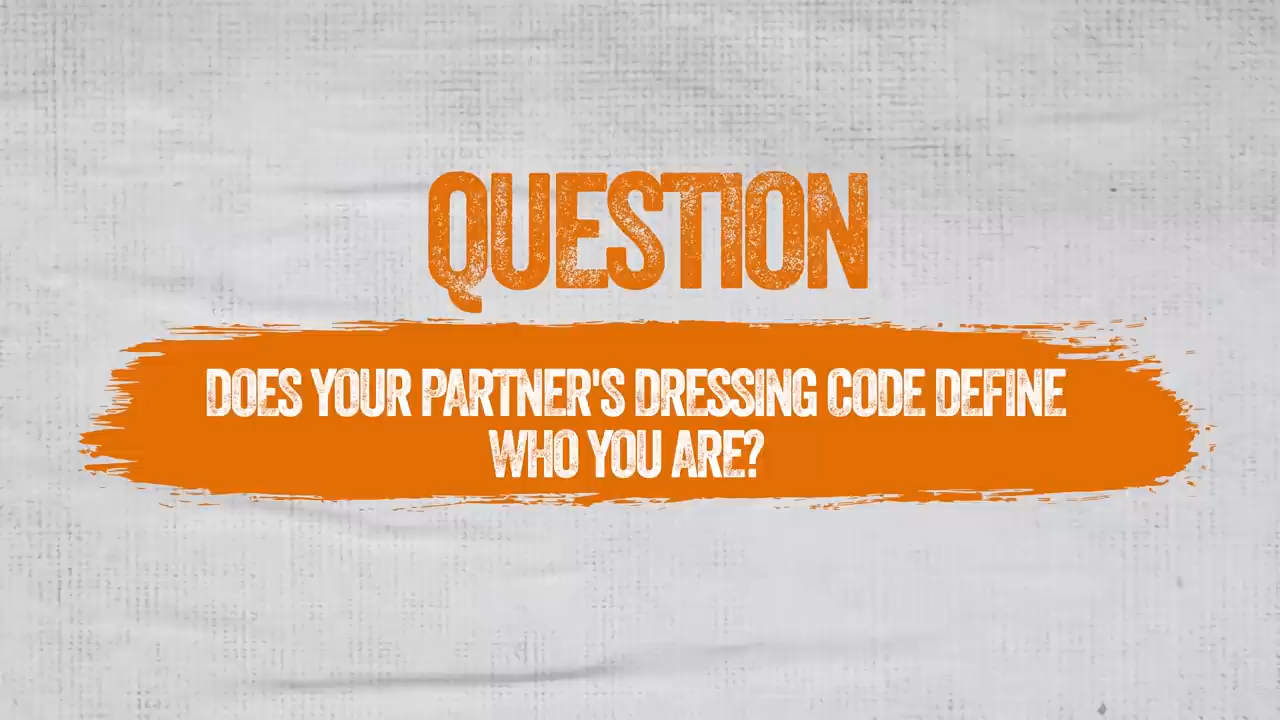 QUESTION
DOES YOUR PARTNER'S DRESSING CODE DEFINE
WHO YOU ARE?